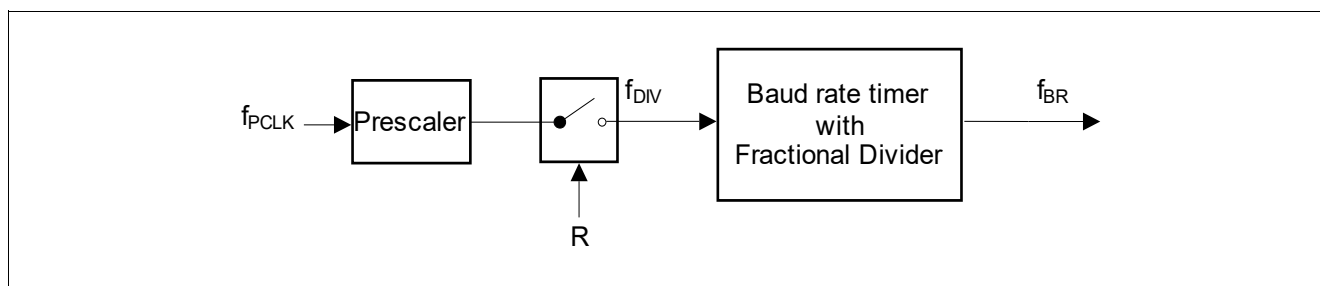 fPCLK
Prescaler
fDIV
R
Baud rate timer
with
Fractional Divider
fBR